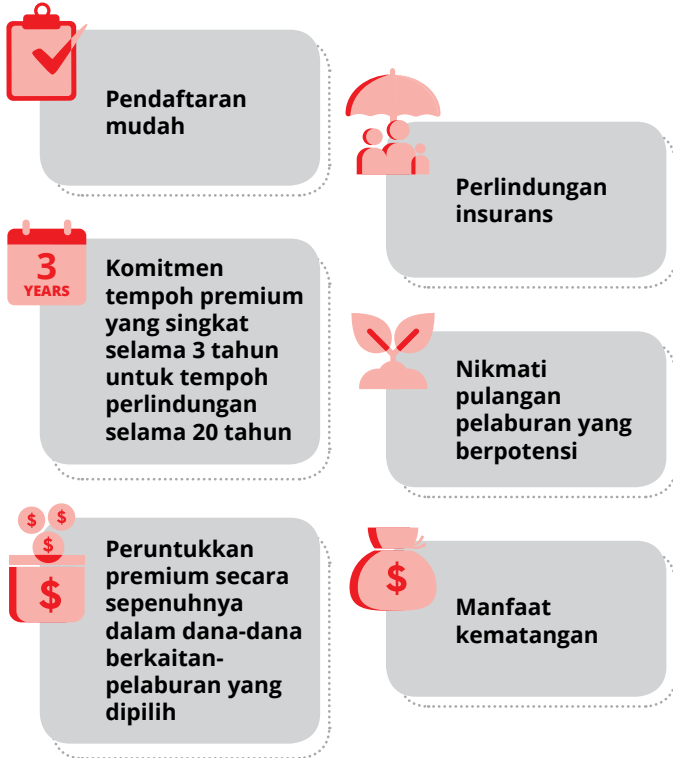 Pendaftaran
mudah
Perlindungan
insurans
3
YEARS
Komitmen
tempoh premium
yang singkat
selama 3 tahun
untuk tempoh
perlindungan
selama 20 tahun
Nikmati
pulangan
pelaburan yang
berpotensi
$ $
$
$
Peruntukkan
premium secara
sepenuhnya
dalam dana-dana
berkaitan-
pelaburan yang
dipilih
$
Manfaat
kematangan